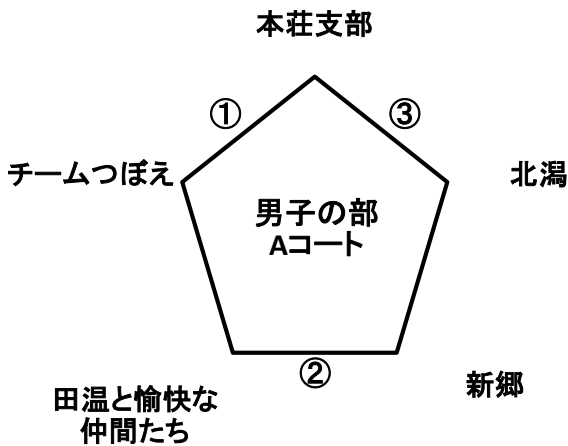 本荘支部
①
③
チームつぼえ
北潟
男子の部
Aコート
②
新郷
田温と愉快な
仲間たち